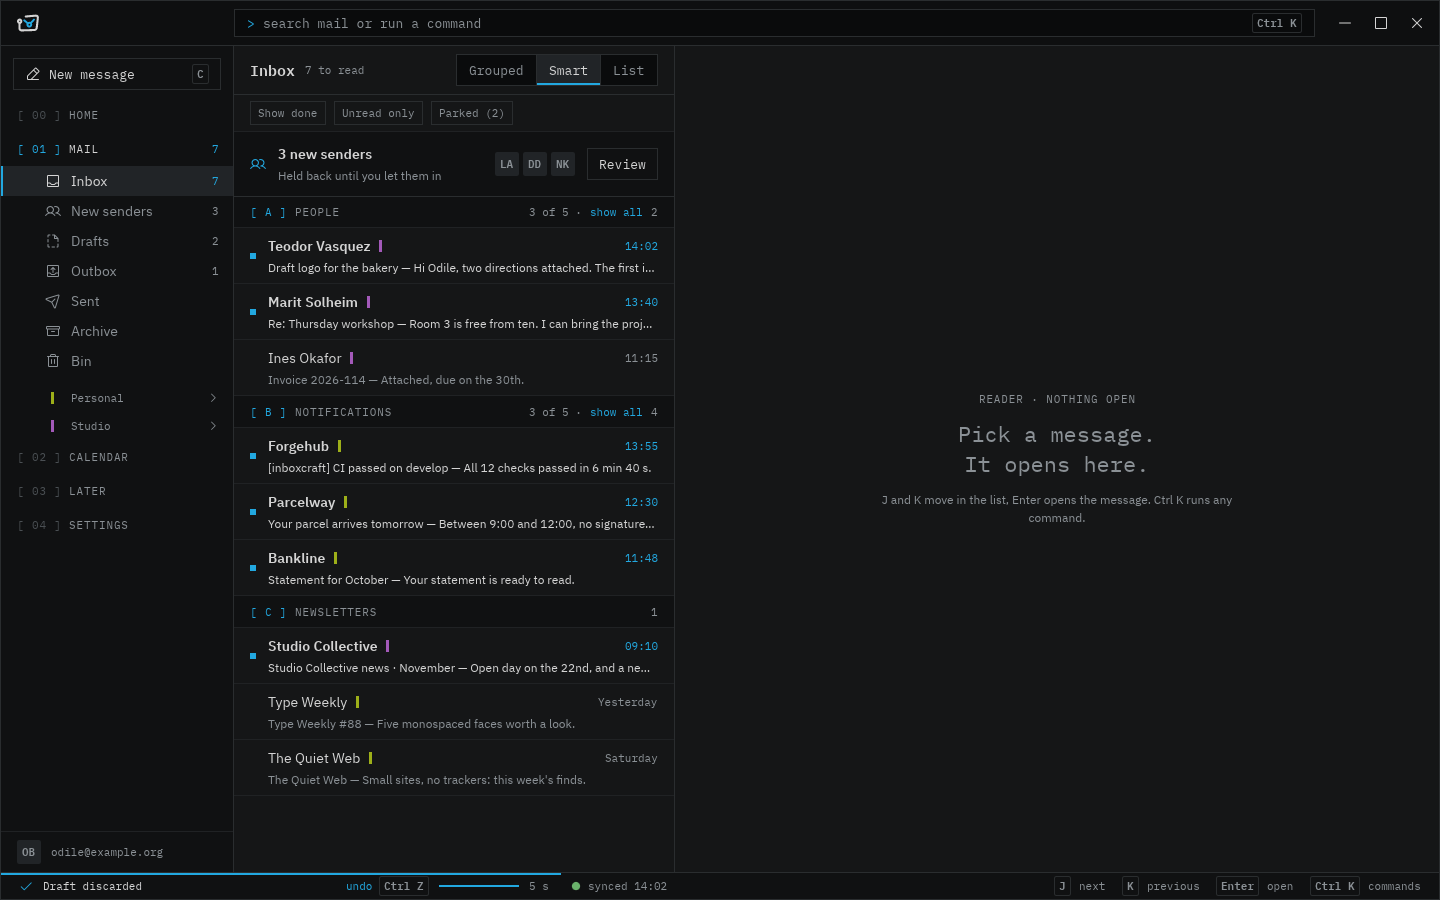 > search mail or run a command
Ctrl K
New message
C
[ 00 ] HOME
[ 01 ] MAIL 7
Inbox 7
New senders 3
Drafts 2
Outbox 1
Sent
Archive
Bin
Personal
Studio
[ 02 ] CALENDAR
[ 03 ] LATER
[ 04 ] SETTINGS
OB odile@example.org
Inbox 7 to read
Grouped Smart List
Show done Unread only Parked (2)
3 new senders
Held back until you let them in
LA DD NK Review
[ A ] PEOPLE 3 of 5 · show all 2
Teodor Vasquez 14:02
Draft logo for the bakery — Hi Odile, two directions attached. The first i…
Marit Solheim 13:40
Re: Thursday workshop — Room 3 is free from ten. I can bring the proj…
Ines Okafor 11:15
Invoice 2026-114 — Attached, due on the 30th.
[ B ] NOTIFICATIONS 3 of 5 · show all 4
Forgehub 13:55
[inboxcraft] CI passed on develop — All 12 checks passed in 6 min 40 s.
Parcelway 12:30
Your parcel arrives tomorrow — Between 9:00 and 12:00, no signature…
Bankline 11:48
Statement for October — Your statement is ready to read.
[ C ] NEWSLETTERS 1
Studio Collective 09:10
Studio Collective news · November — Open day on the 22nd, and a ne…
Type Weekly Yesterday
Type Weekly #88 — Five monospaced faces worth a look.
The Quiet Web Saturday
The Quiet Web — Small sites, no trackers: this week's finds.
READER · NOTHING OPEN
Pick a message.
It opens here.
J and K move in the list, Enter opens the message. Ctrl K runs any
command.
Draft discarded undo Ctrl Z 5 s synced 14:02
J next K previous Enter open Ctrl K commands